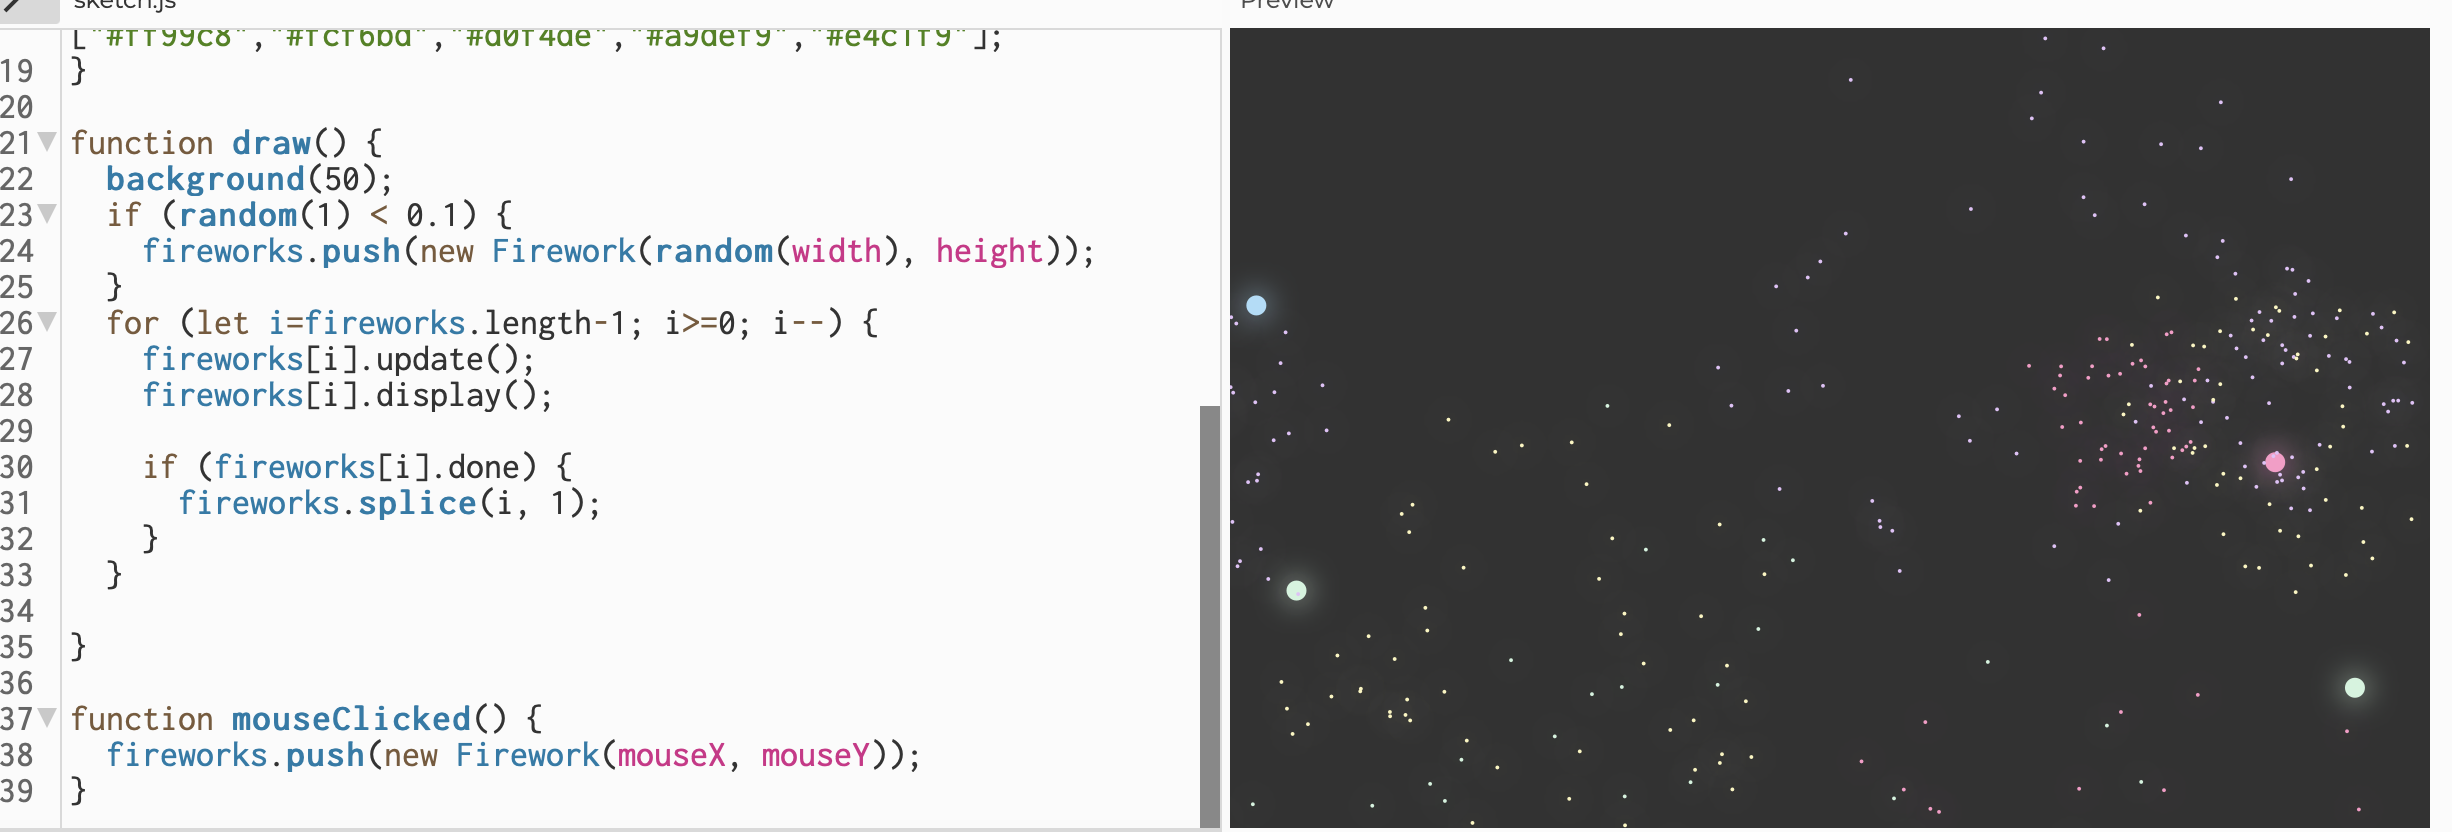 sketch.js
Preview
["#ff99c8","#fcf6bd","#d0f4de","#a9def9","#e4c1f9"];
19 }
20
21 function draw() {
22 background(50);
23 if (random(1) < 0.1) {
24 fireworks.push(new Firework(random(width), height));
25 }
26 for (let i=fireworks.length-1; i>=0; i--) {
27 fireworks[i].update();
28 fireworks[i].display();
29
30 if (fireworks[i].done) {
31 fireworks.splice(i, 1);
32 }
33 }
34
35 }
36
37 function mouseClicked() {
38 fireworks.push(new Firework(mouseX, mouseY));
39 }